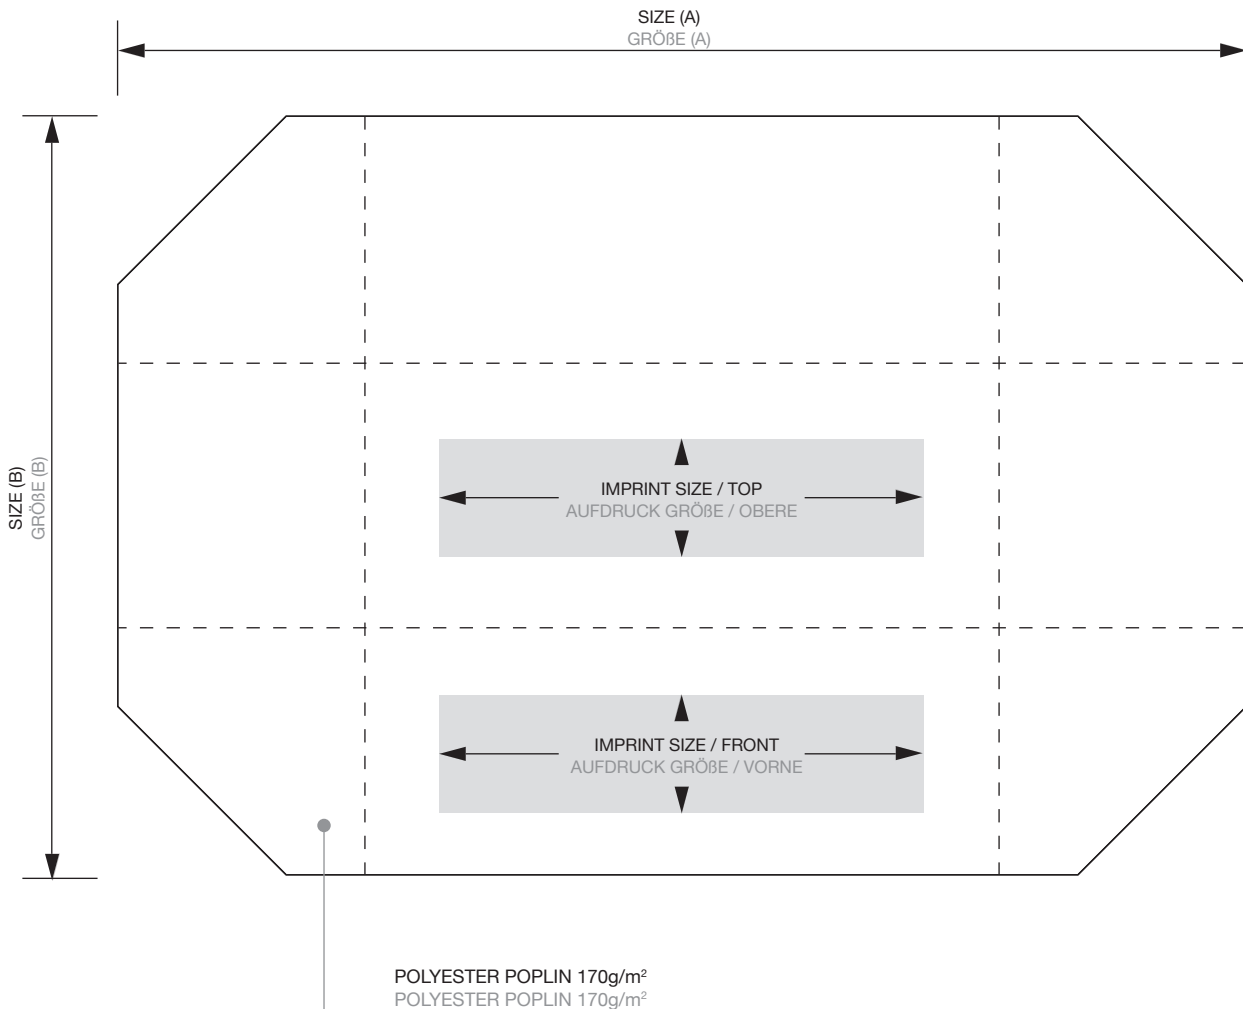 SIZE (A)
GRÖßE (A)
SIZE (B)
GRÖßE (B)
IMPRINT SIZE / TOP
AUFDRUCK GRÖßE / OBERE
IMPRINT SIZE / FRONT
AUFDRUCK GRÖßE / VORNE
POLYESTER POPLIN 170g/m²
POLYESTER POPLIN 170g/m²